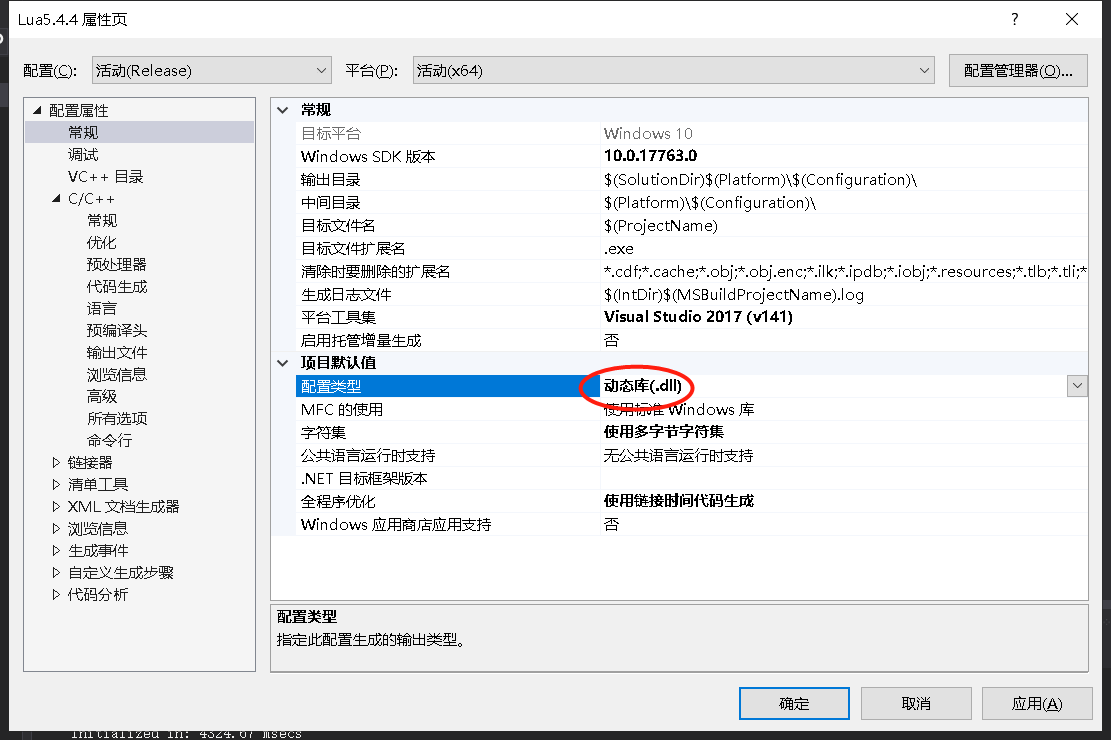 Lua5.4.4 属性页
?
配置(C): 活动(Release) 平台(P): 活动(x64) 配置管理器(O)...
配置属性
常规
调试
VC++ 目录
C/C++
常规
优化
预处理器
代码生成
语言
预编译头
输出文件
浏览信息
高级
所有选项
命令行
链接器
清单工具
XML 文档生成器
浏览信息
生成事件
自定义生成步骤
代码分析
常规
目标平台 Windows 10
Windows SDK 版本 10.0.17763.0
输出目录 $(SolutionDir)$(Platform)\$(Configuration)\
中间目录 $(Platform)\$(Configuration)\
目标文件名 $(ProjectName)
目标文件扩展名 .exe
清除时要删除的扩展名 *.cdf;*.cache;*.obj;*.obj.enc;*.ilk;*.ipdb;*.iobj;*.resources;*.tlb;*.tli;*
生成日志文件 $(IntDir)$(MSBuildProjectName).log
平台工具集 Visual Studio 2017 (v141)
启用托管增量生成 否
项目默认值
配置类型 动态库(.dll)
MFC 的使用 使用标准 Windows 库
字符集 使用多字节字符集
公共语言运行时支持 无公共语言运行时支持
.NET 目标框架版本
全程序优化 使用链接时间代码生成
Windows 应用商店应用支持 否
配置类型
指定此配置生成的输出类型。
确定 取消 应用(A)
Initialized in: 4324.67 msecs